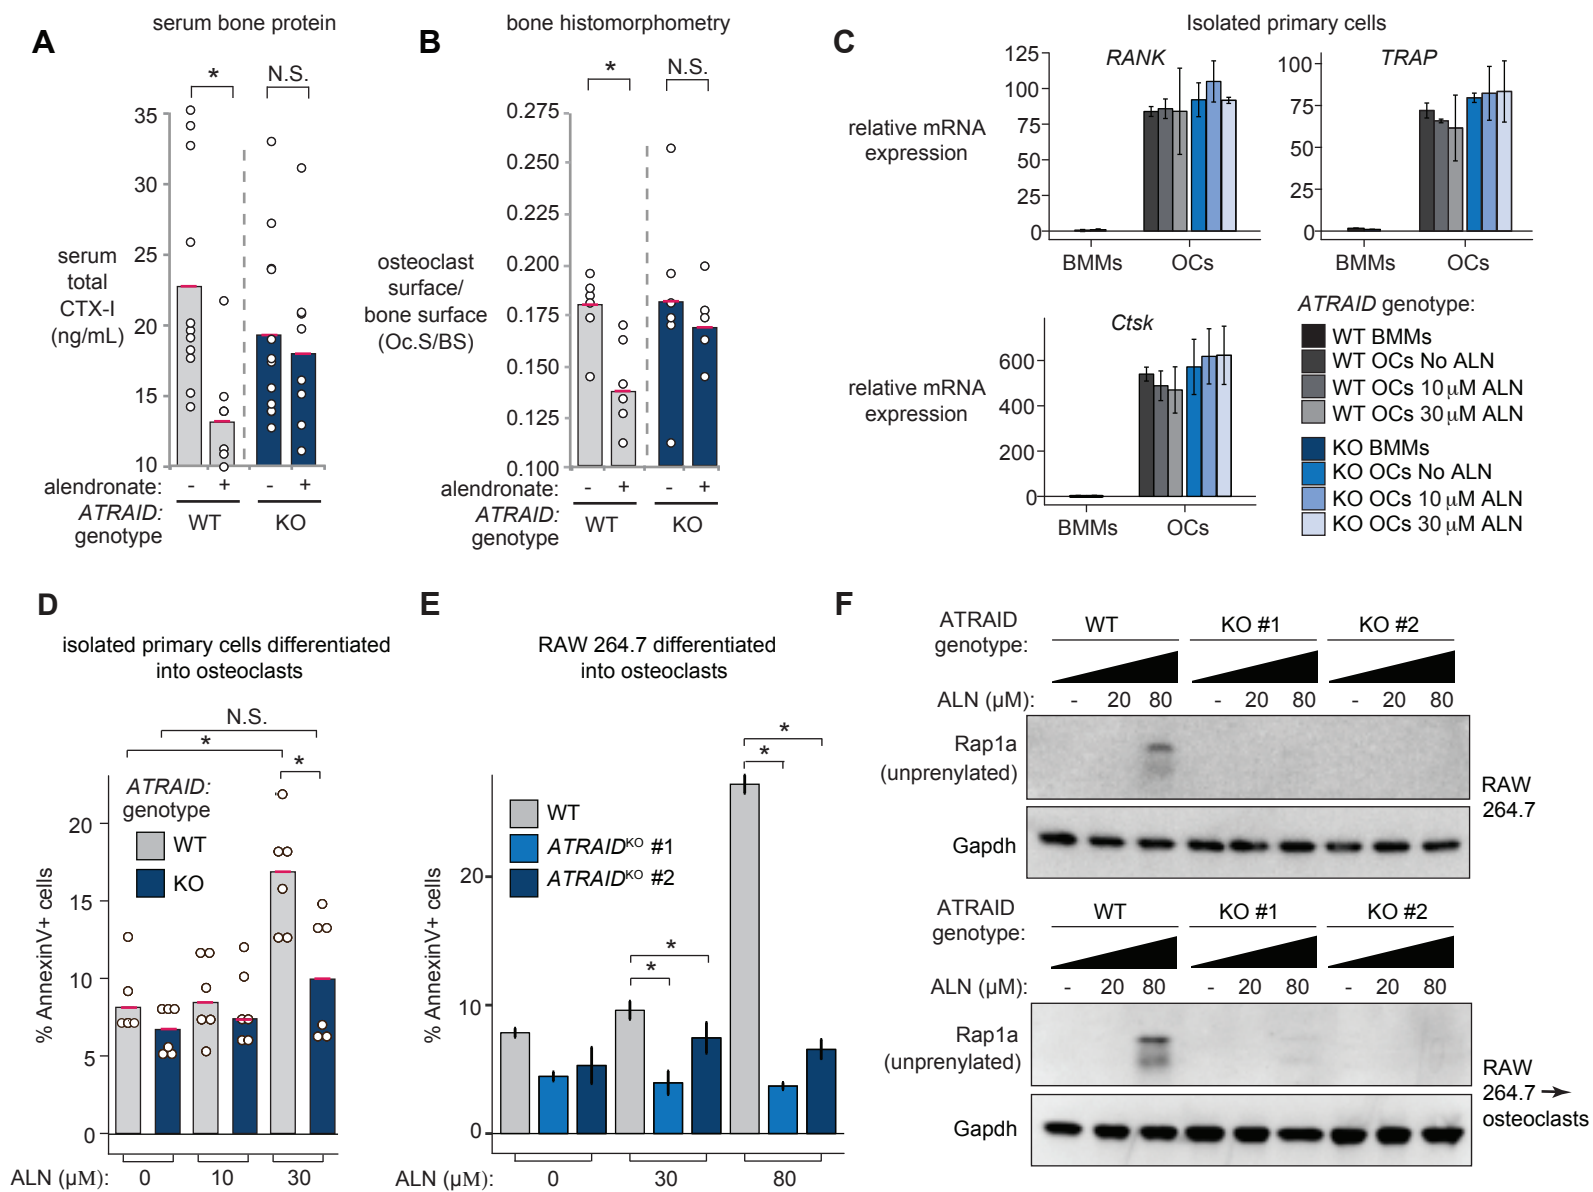 A
serum bone protein
*
N.S.
35
30
25
20
15
10
serum
total
CTX-I
(ng/mL)
alendronate:
-
+
-
+
ATRAID:
genotype
WT
KO
B
bone histomorphometry
*
N.S.
0.275
0.250
0.225
0.200
0.175
0.150
0.125
0.100
osteoclast
surface/
bone surface
(Oc.S/BS)
alendronate:
-
+
-
+
ATRAID:
genotype
WT
KO
C
Isolated primary cells
relative mRNA
expression
125
100
75
50
25
0
RANK
BMMs
OCs
100
75
50
25
0
TRAP
BMMs
OCs
relative mRNA
expression
600
400
200
0
Ctsk
BMMs
OCs
ATRAID genotype:
WT BMMs
WT OCs No ALN
WT OCs 10 µM ALN
WT OCs 30 µM ALN
KO BMMs
KO OCs No ALN
KO OCs 10 µM ALN
KO OCs 30 µM ALN
D
isolated primary cells differentiated
into osteoclasts
N.S.
*
*
ATRAID:
genotype
WT
KO
% AnnexinV+ cells
20
15
10
5
0
ALN (µM):
0
10
30
E
RAW 264.7 differentiated
into osteoclasts
*
*
*
*
WT
ATRAIDᴷᴼ #1
ATRAIDᴷᴼ #2
% AnnexinV+ cells
20
10
0
ALN (µM):
0
30
80
F
ATRAID
genotype:
WT
KO #1
KO #2
ALN (µM):
-
20
80
-
20
80
-
20
80
Rap1a
(unprenylated)
Gapdh
RAW
264.7
ATRAID
genotype:
WT
KO #1
KO #2
ALN (µM):
-
20
80
-
20
80
-
20
80
Rap1a
(unprenylated)
Gapdh
RAW
264.7
osteoclasts